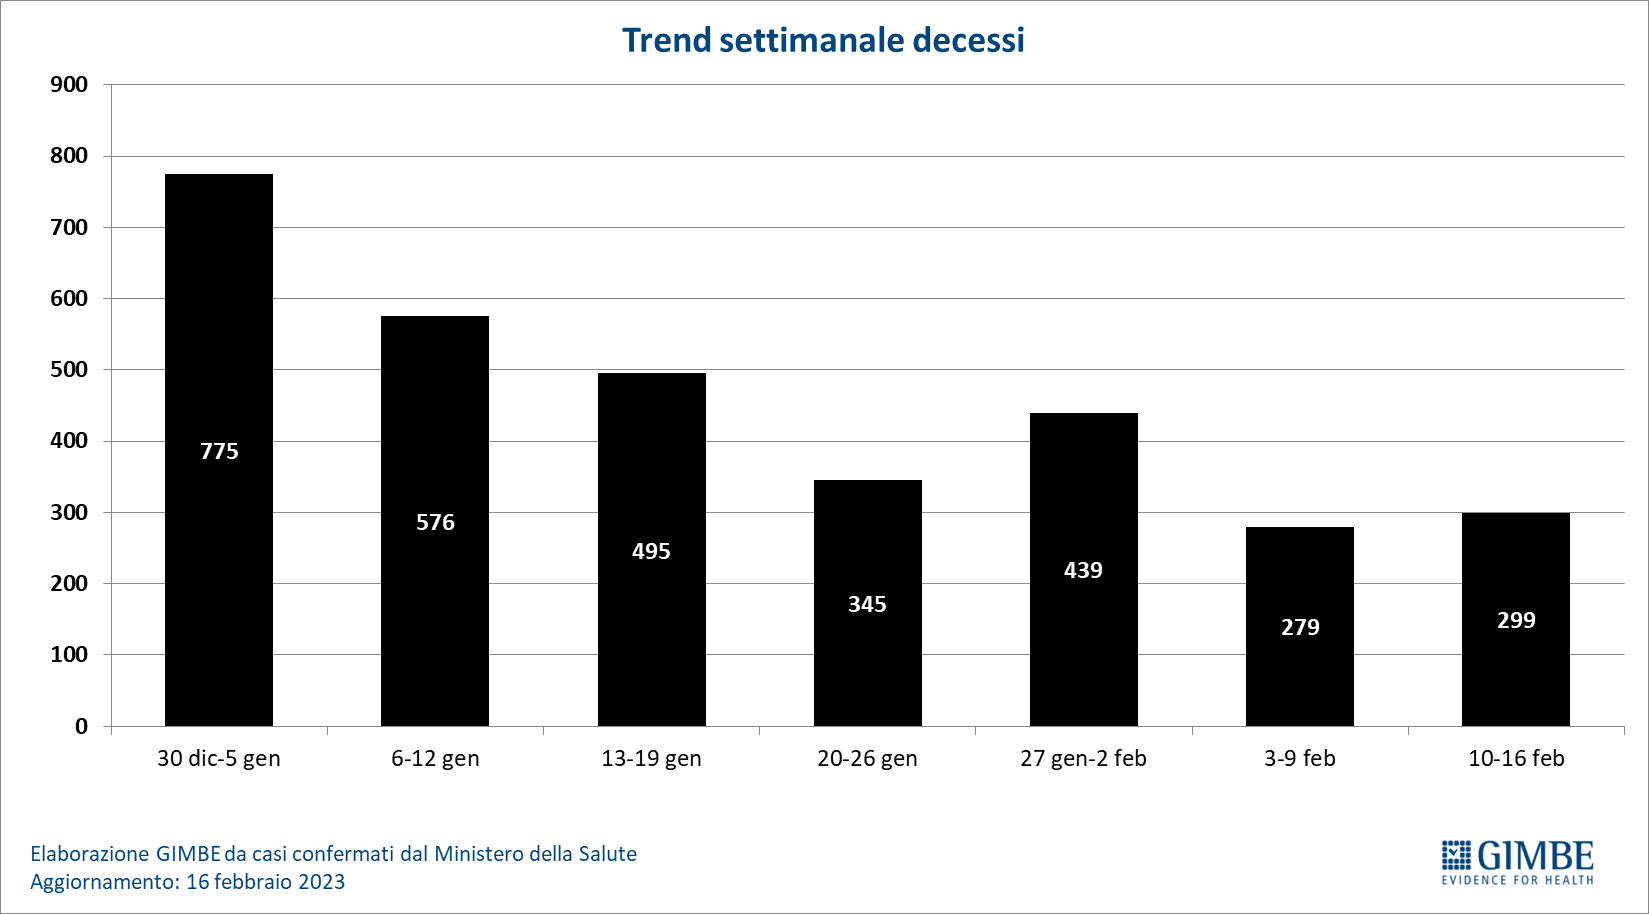 Trend settimanale decessi
900
800
700
600
500
400
300
200
100
0
775
576
495
345
439
279
299
30 dic-5 gen
6-12 gen
13-19 gen
20-26 gen
27 gen-2 feb
3-9 feb
10-16 feb
Elaborazione GIMBE da casi confermati dal Ministero della Salute
Aggiornamento: 16 febbraio 2023
GIMBE
EVIDENCE FOR HEALTH